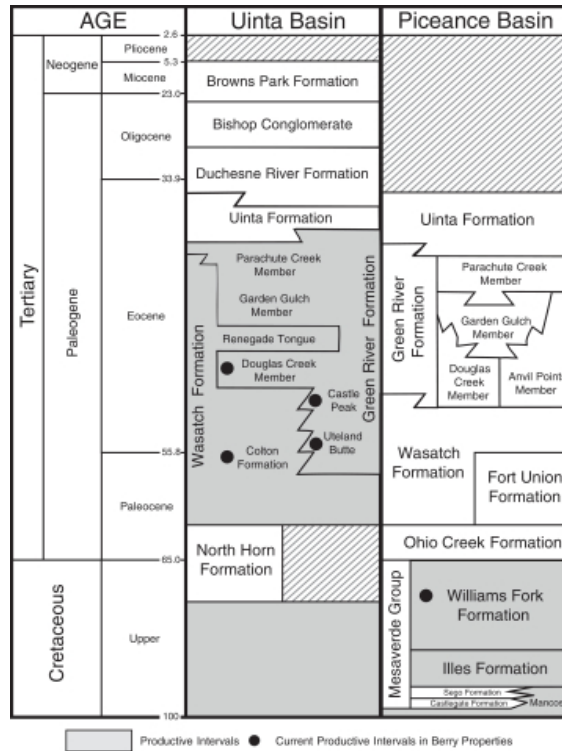 AGE
Uinta Basin
Piceance Basin
2.6
Pliocene
5.3
Neogene
Miocene
Browns Park Formation
23.0
Bishop Conglomerate
Oligocene
Duchesne River Formation
33.9
Uinta Formation
Uinta Formation
Parachute Creek
Member
Parachute Creek
Member
Garden Gulch
Member
Garden Gulch
Member
Tertiary
Paleogene
Eocene
Renegade Tongue
Wasatch Formation
Green River Formation
Green River
Formation
Douglas Creek
Member
Douglas
Creek
Member
Anvil Point
Member
Castle
Peak
Uteland
Butte
55.8
Colton
Formation
Wasatch
Formation
Fort Union
Formation
Paleocene
North Horn
Formation
Ohio Creek Formation
65.0
Cretaceous
Upper
Mesaverde Group
Williams Fork
Formation
Illes Formation
Sego Formation
Castlegate Formation
Mancos
100
Productive Intervals
Current Productive Intervals in Berry Properties